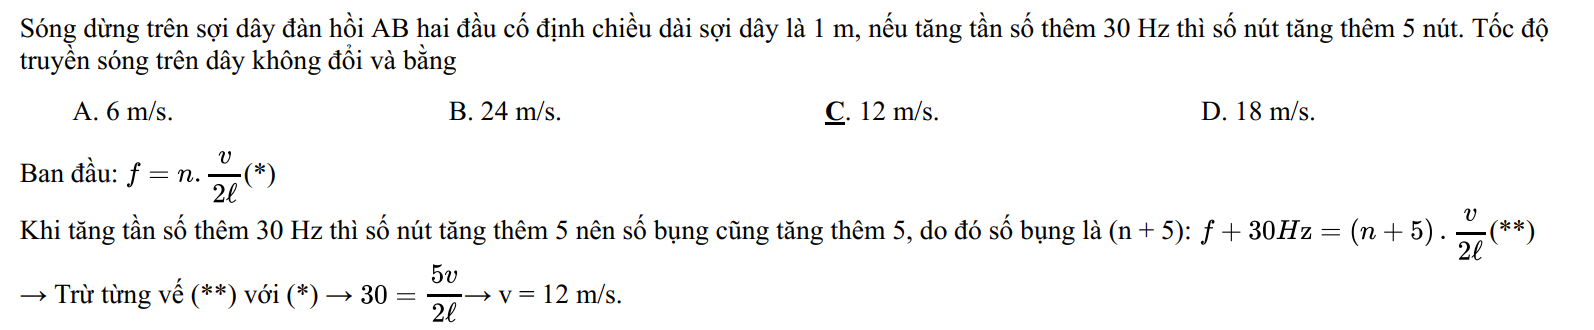 Sóng dừng trên sợi dây đàn hồi AB hai đầu cố định chiều dài sợi dây là 1 m, nếu tăng tần số thêm 30 Hz thì số nút tăng thêm 5 nút. Tốc độ
truyền sóng trên dây không đổi và bằng
A. 6 m/s. B. 24 m/s. C. 12 m/s. D. 18 m/s.
Ban đầu: $f = n.\dfrac{v}{2\ell}$(*)
Khi tăng tần số thêm 30 Hz thì số nút tăng thêm 5 nên số bụng cũng tăng thêm 5, do đó số bụng là (n + 5): $f + 30Hz = (n + 5).\dfrac{v}{2\ell}$(**)
→ Trừ từng vế (**) với (*) → $30 = \dfrac{5v}{2\ell}$→ v = 12 m/s.